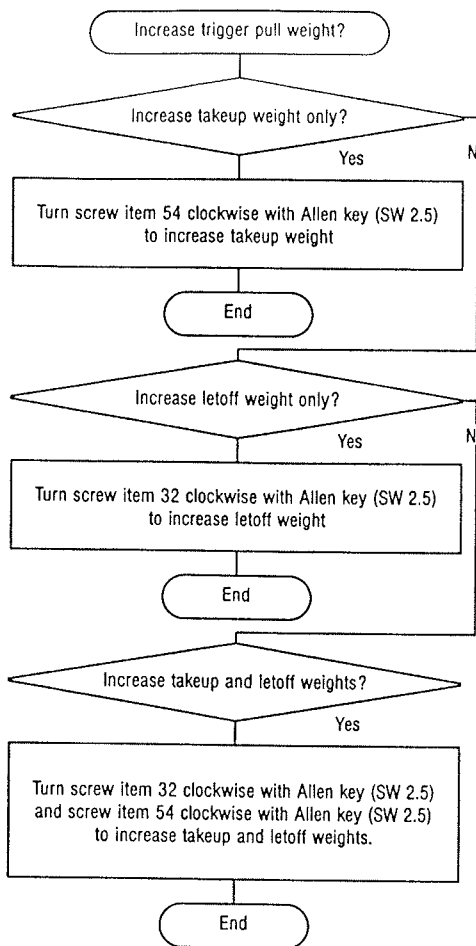 Increase trigger pull weight?
Increase takeup weight only?
N
Yes
Turn screw item 54 clockwise with Allen key (SW 2.5)
to increase takeup weight
End
Increase letoff weight only?
N
Yes
Turn screw item 32 clockwise with Allen key (SW 2.5)
to increase letoff weight
End
Increase takeup and letoff weights?
Yes
Turn screw item 32 clockwise with Allen key (SW 2.5)
and screw item 54 clockwise with Allen key (SW 2.5)
to increase takeup and letoff weights.
End